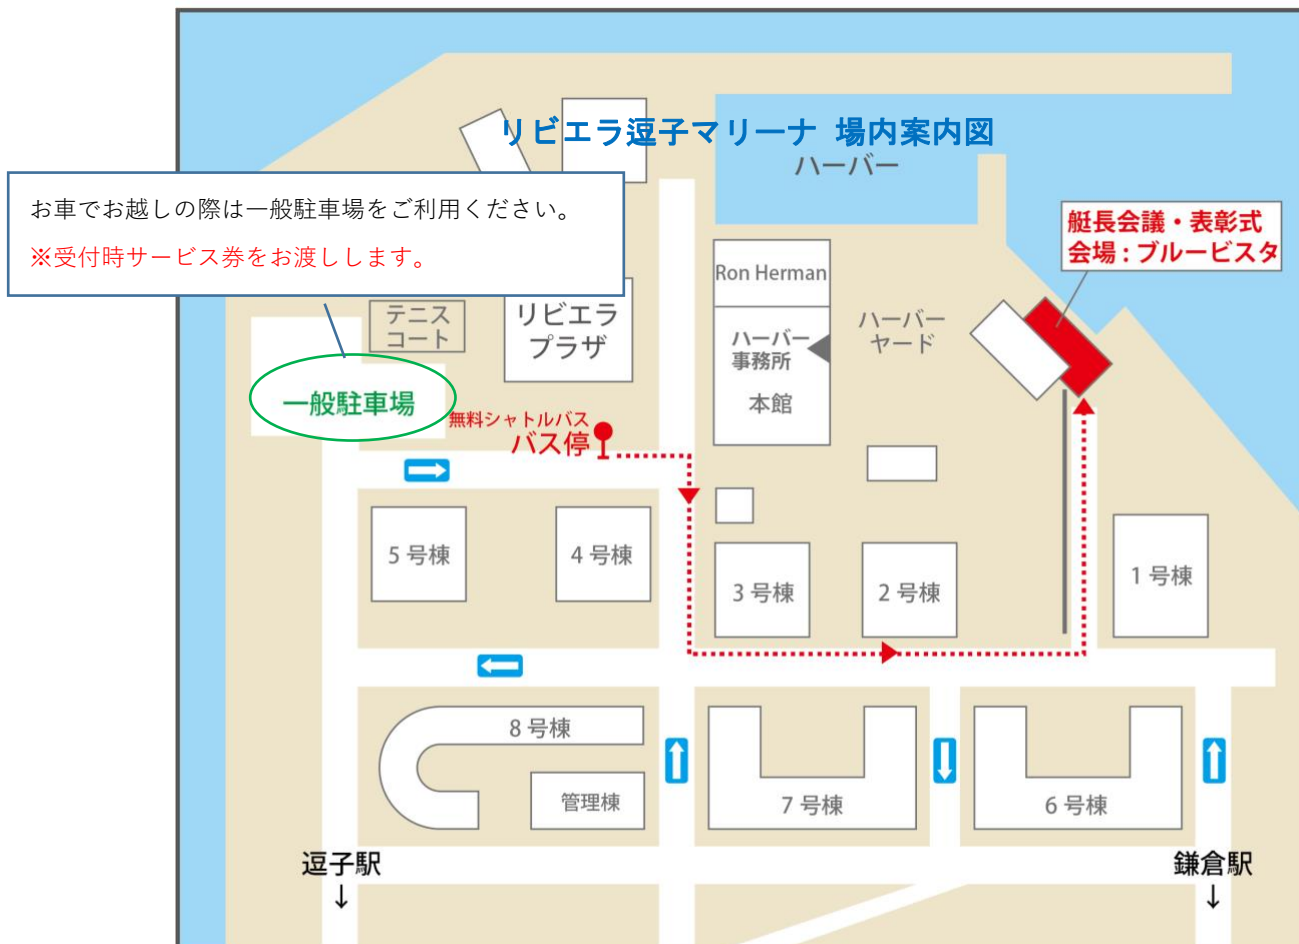 リビエラ逗子マリーナ 場内案内図
ハーバー
お車でお越しの際は一般駐車場をご利用ください。
※受付時サービス券をお渡しします。
艇長会議・表彰式
会場：ブルービスタ
Ron Herman
テニス
コート
リビエラ
プラザ
ハーバー
事務所
本館
ハーバー
ヤード
一般駐車場
無料シャトルバス
バス停
5 号棟
4 号棟
3 号棟
2 号棟
1 号棟
8 号棟
管理棟
7 号棟
6 号棟
逗子駅
↓
鎌倉駅
↓